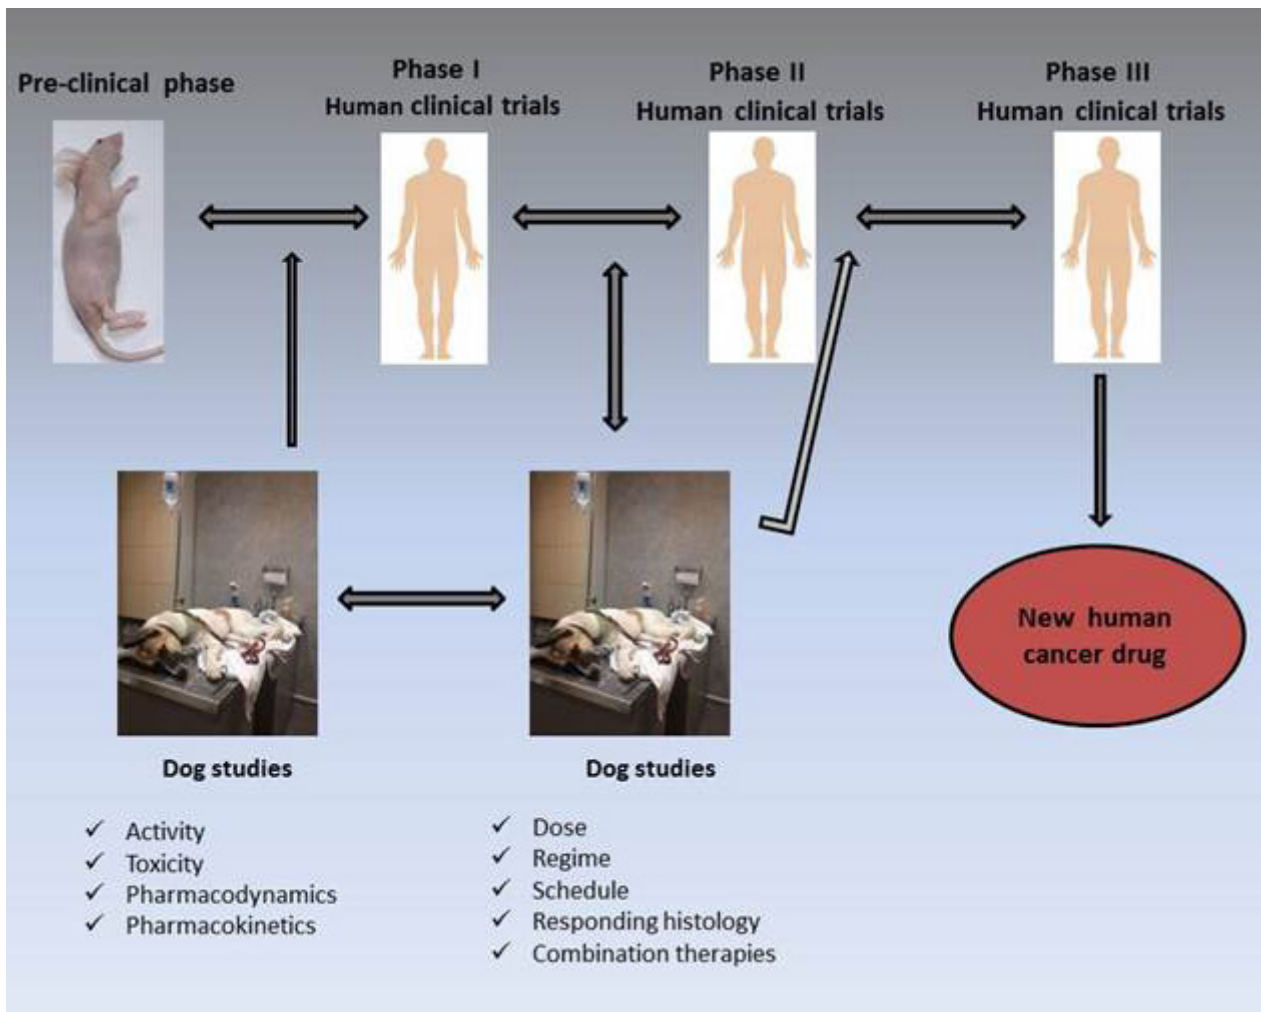 Pre-clinical phase
Phase I
Human clinical trials
Phase II
Human clinical trials
Phase III
Human clinical trials
New human
cancer drug
Dog studies
✓ Activity
✓ Toxicity
✓ Pharmacodynamics
✓ Pharmacokinetics
Dog studies
✓ Dose
✓ Regime
✓ Schedule
✓ Responding histology
✓ Combination therapies